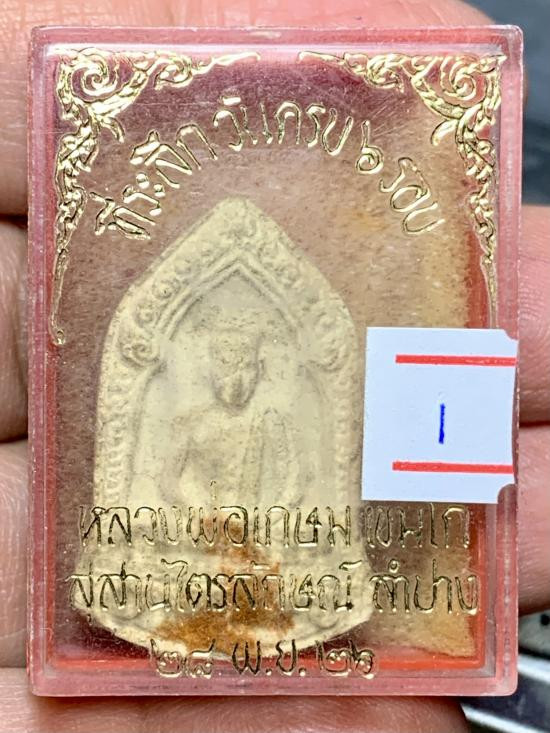 ที่ระลึก วันครบ ๖ รอบ
หลวงพ่อเกษม เขมโก
สุสานไตรลักษณ์ ลำปาง
๒๘ พ.ย. ๒๖